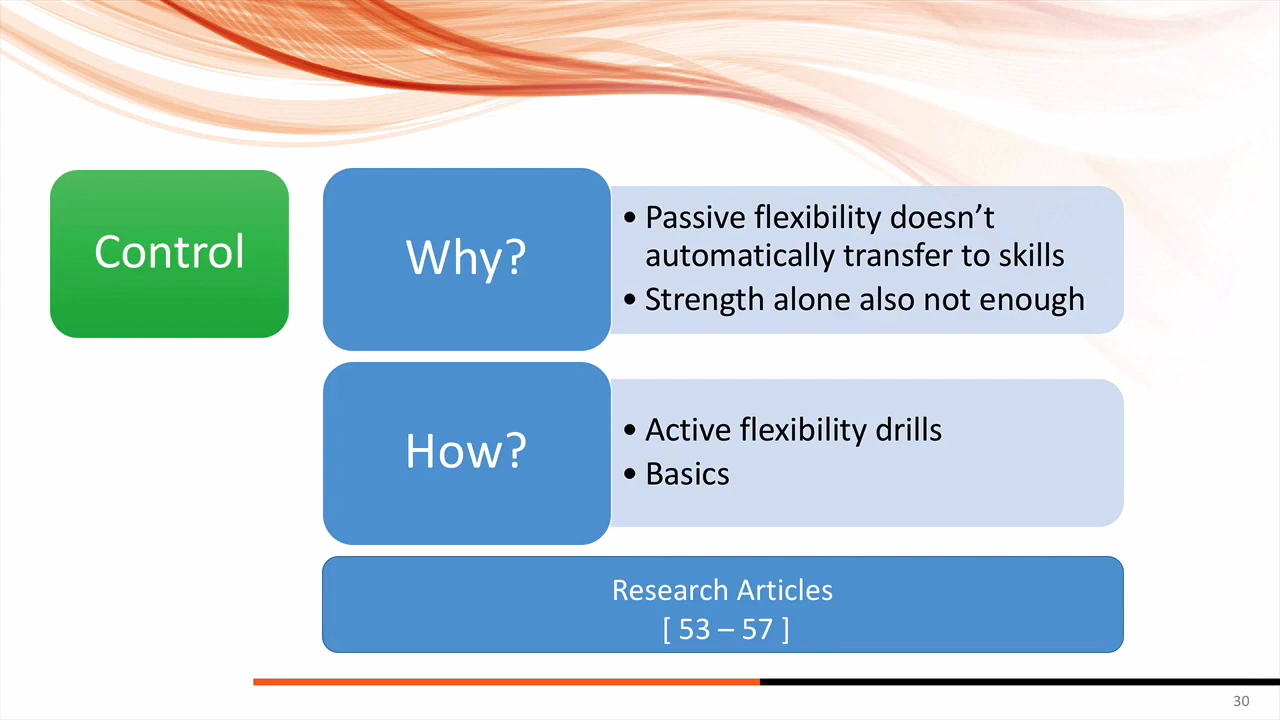 Control
Why?
• Passive flexibility doesn’t
automatically transfer to skills
• Strength alone also not enough
How?
• Active flexibility drills
• Basics
Research Articles
[ 53 – 57 ]
30